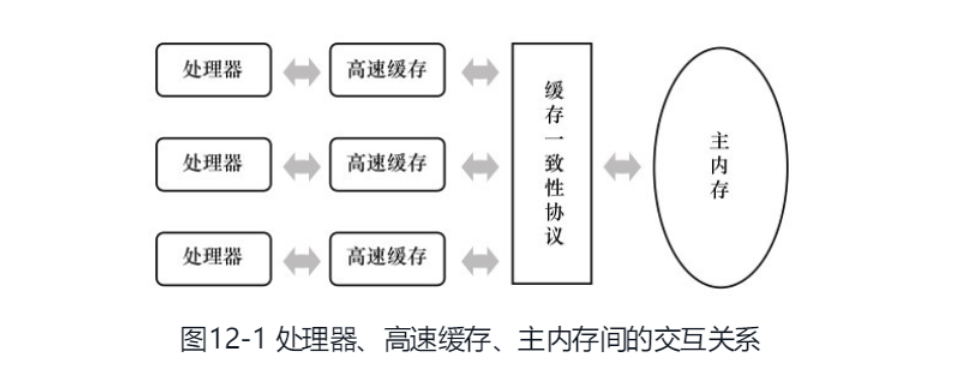 处理器
高速缓存
处理器
高速缓存
处理器
高速缓存
缓存一致性协议
主内存
图12-1 处理器、高速缓存、主内存间的交互关系